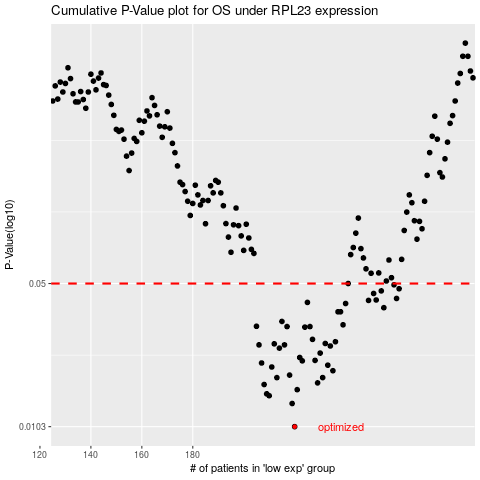 Cumulative P-Value plot for OS under RPL23 expression
P-Value(log10)
0.05
0.0103
optimized
120 140 160 180
# of patients in 'low exp' group